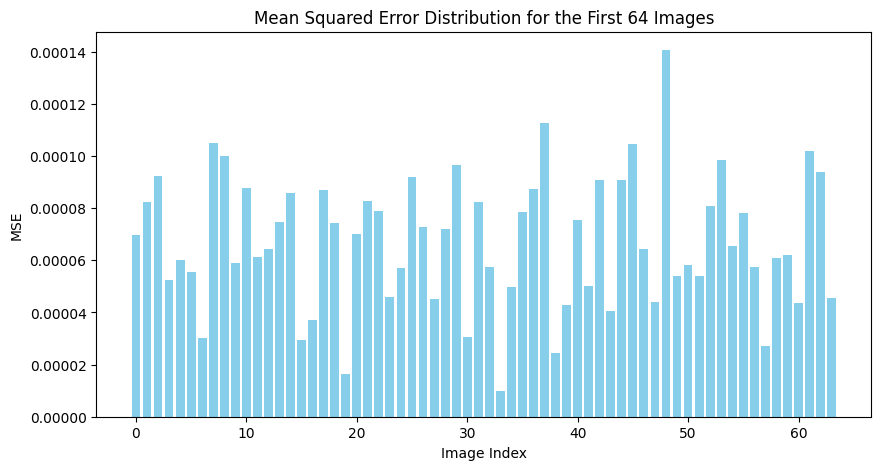 Mean Squared Error Distribution for the First 64 Images
0.00014
0.00012
0.00010
0.00008
0.00006
0.00004
0.00002
0.00000
MSE
0 10 20 30 40 50 60
Image Index